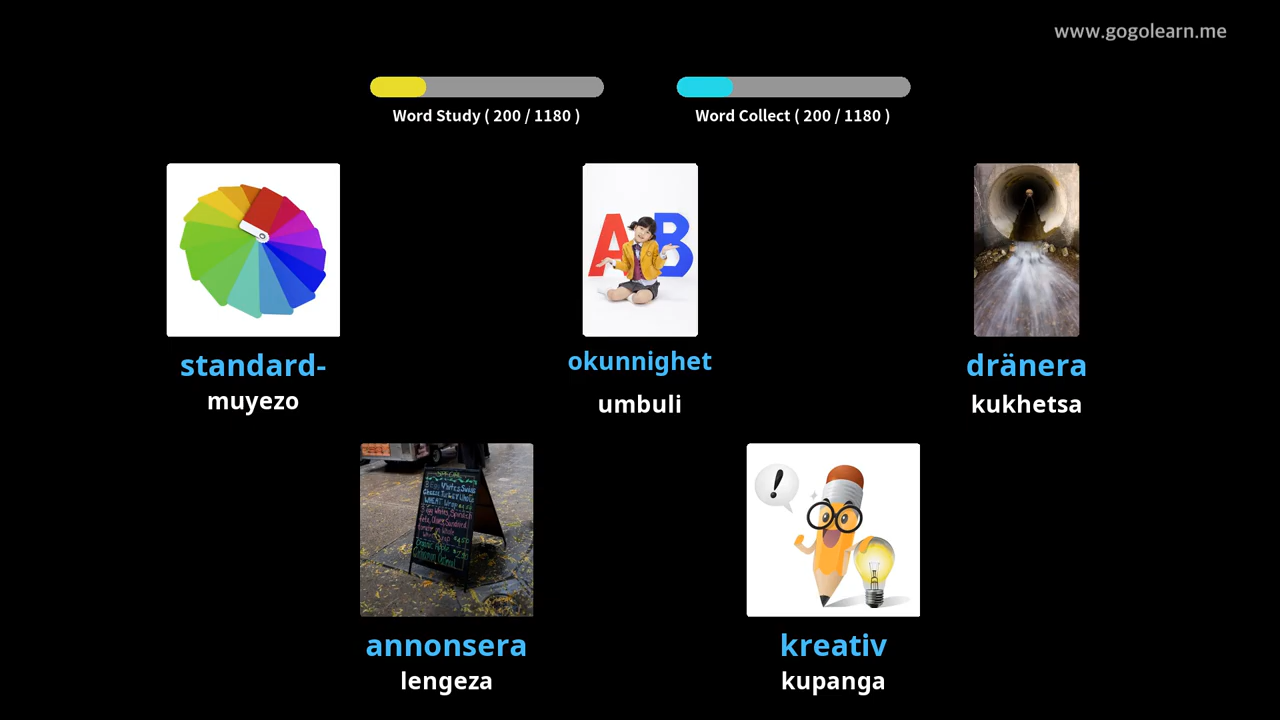 www.gogolearn.me
Word Study ( 200 / 1180 )
Word Collect ( 200 / 1180 )
A B
standard-
muyezo
okunnighet
umbuli
dränera
kukhetsa
!
annonsera
lengeza
kreativ
kupanga